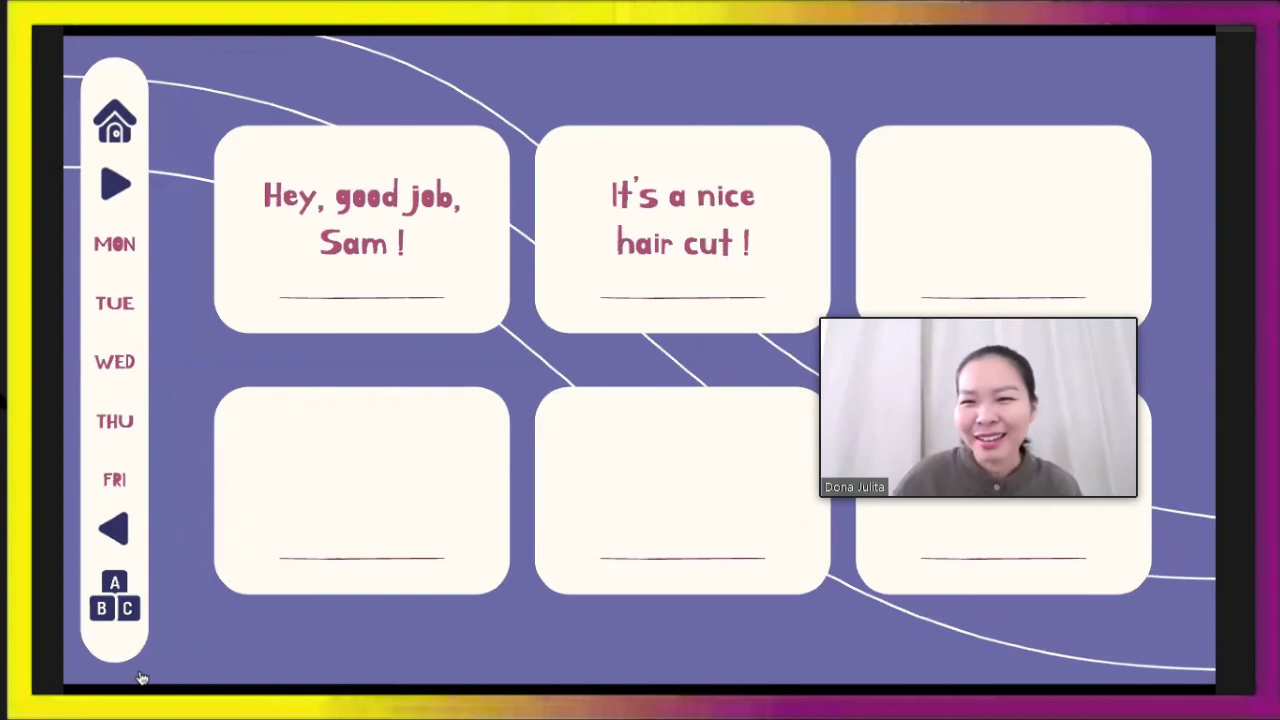 MON
TUE
WED
THU
FRI
A
B C
Hey, good job,
Sam !
It's a nice
hair cut !
Dona Julita